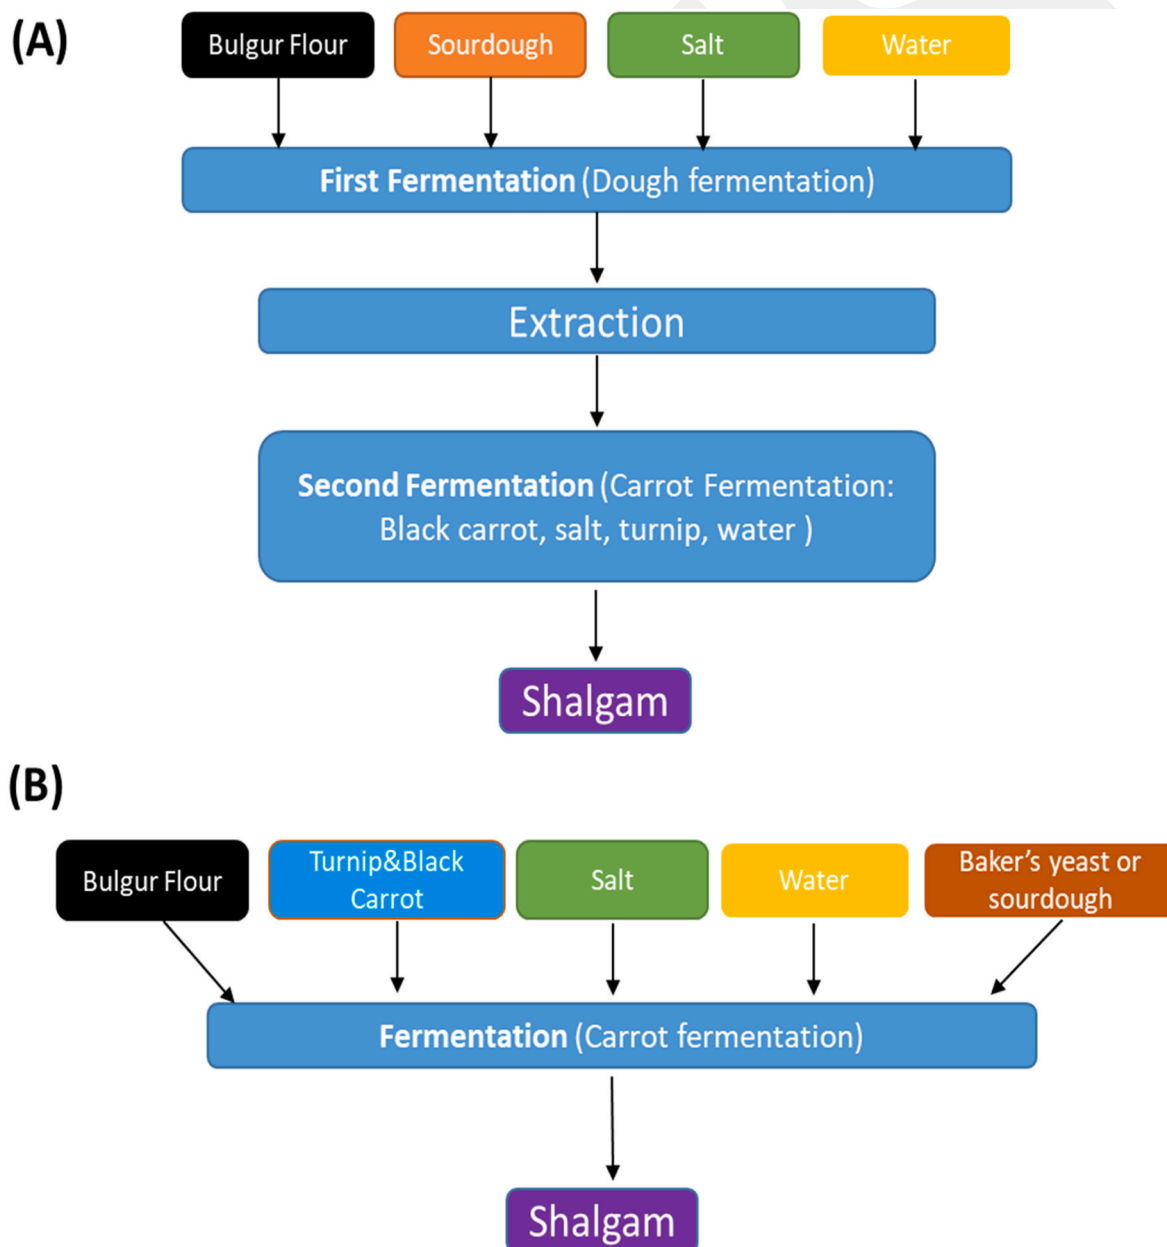 (A)
Bulgur Flour
Sourdough
Salt
Water
First Fermentation (Dough fermentation)
Extraction
Second Fermentation (Carrot Fermentation:
Black carrot, salt, turnip, water )
Shalgam
(B)
Bulgur Flour
Turnip&Black
Carrot
Salt
Water
Baker’s yeast or
sourdough
Fermentation (Carrot fermentation)
Shalgam